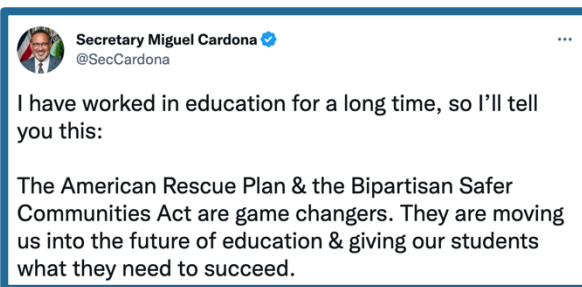 Secretary Miguel Cardona
@SecCardona
I have worked in education for a long time, so I’ll tell
you this:
The American Rescue Plan & the Bipartisan Safer
Communities Act are game changers. They are moving
us into the future of education & giving our students
what they need to succeed.